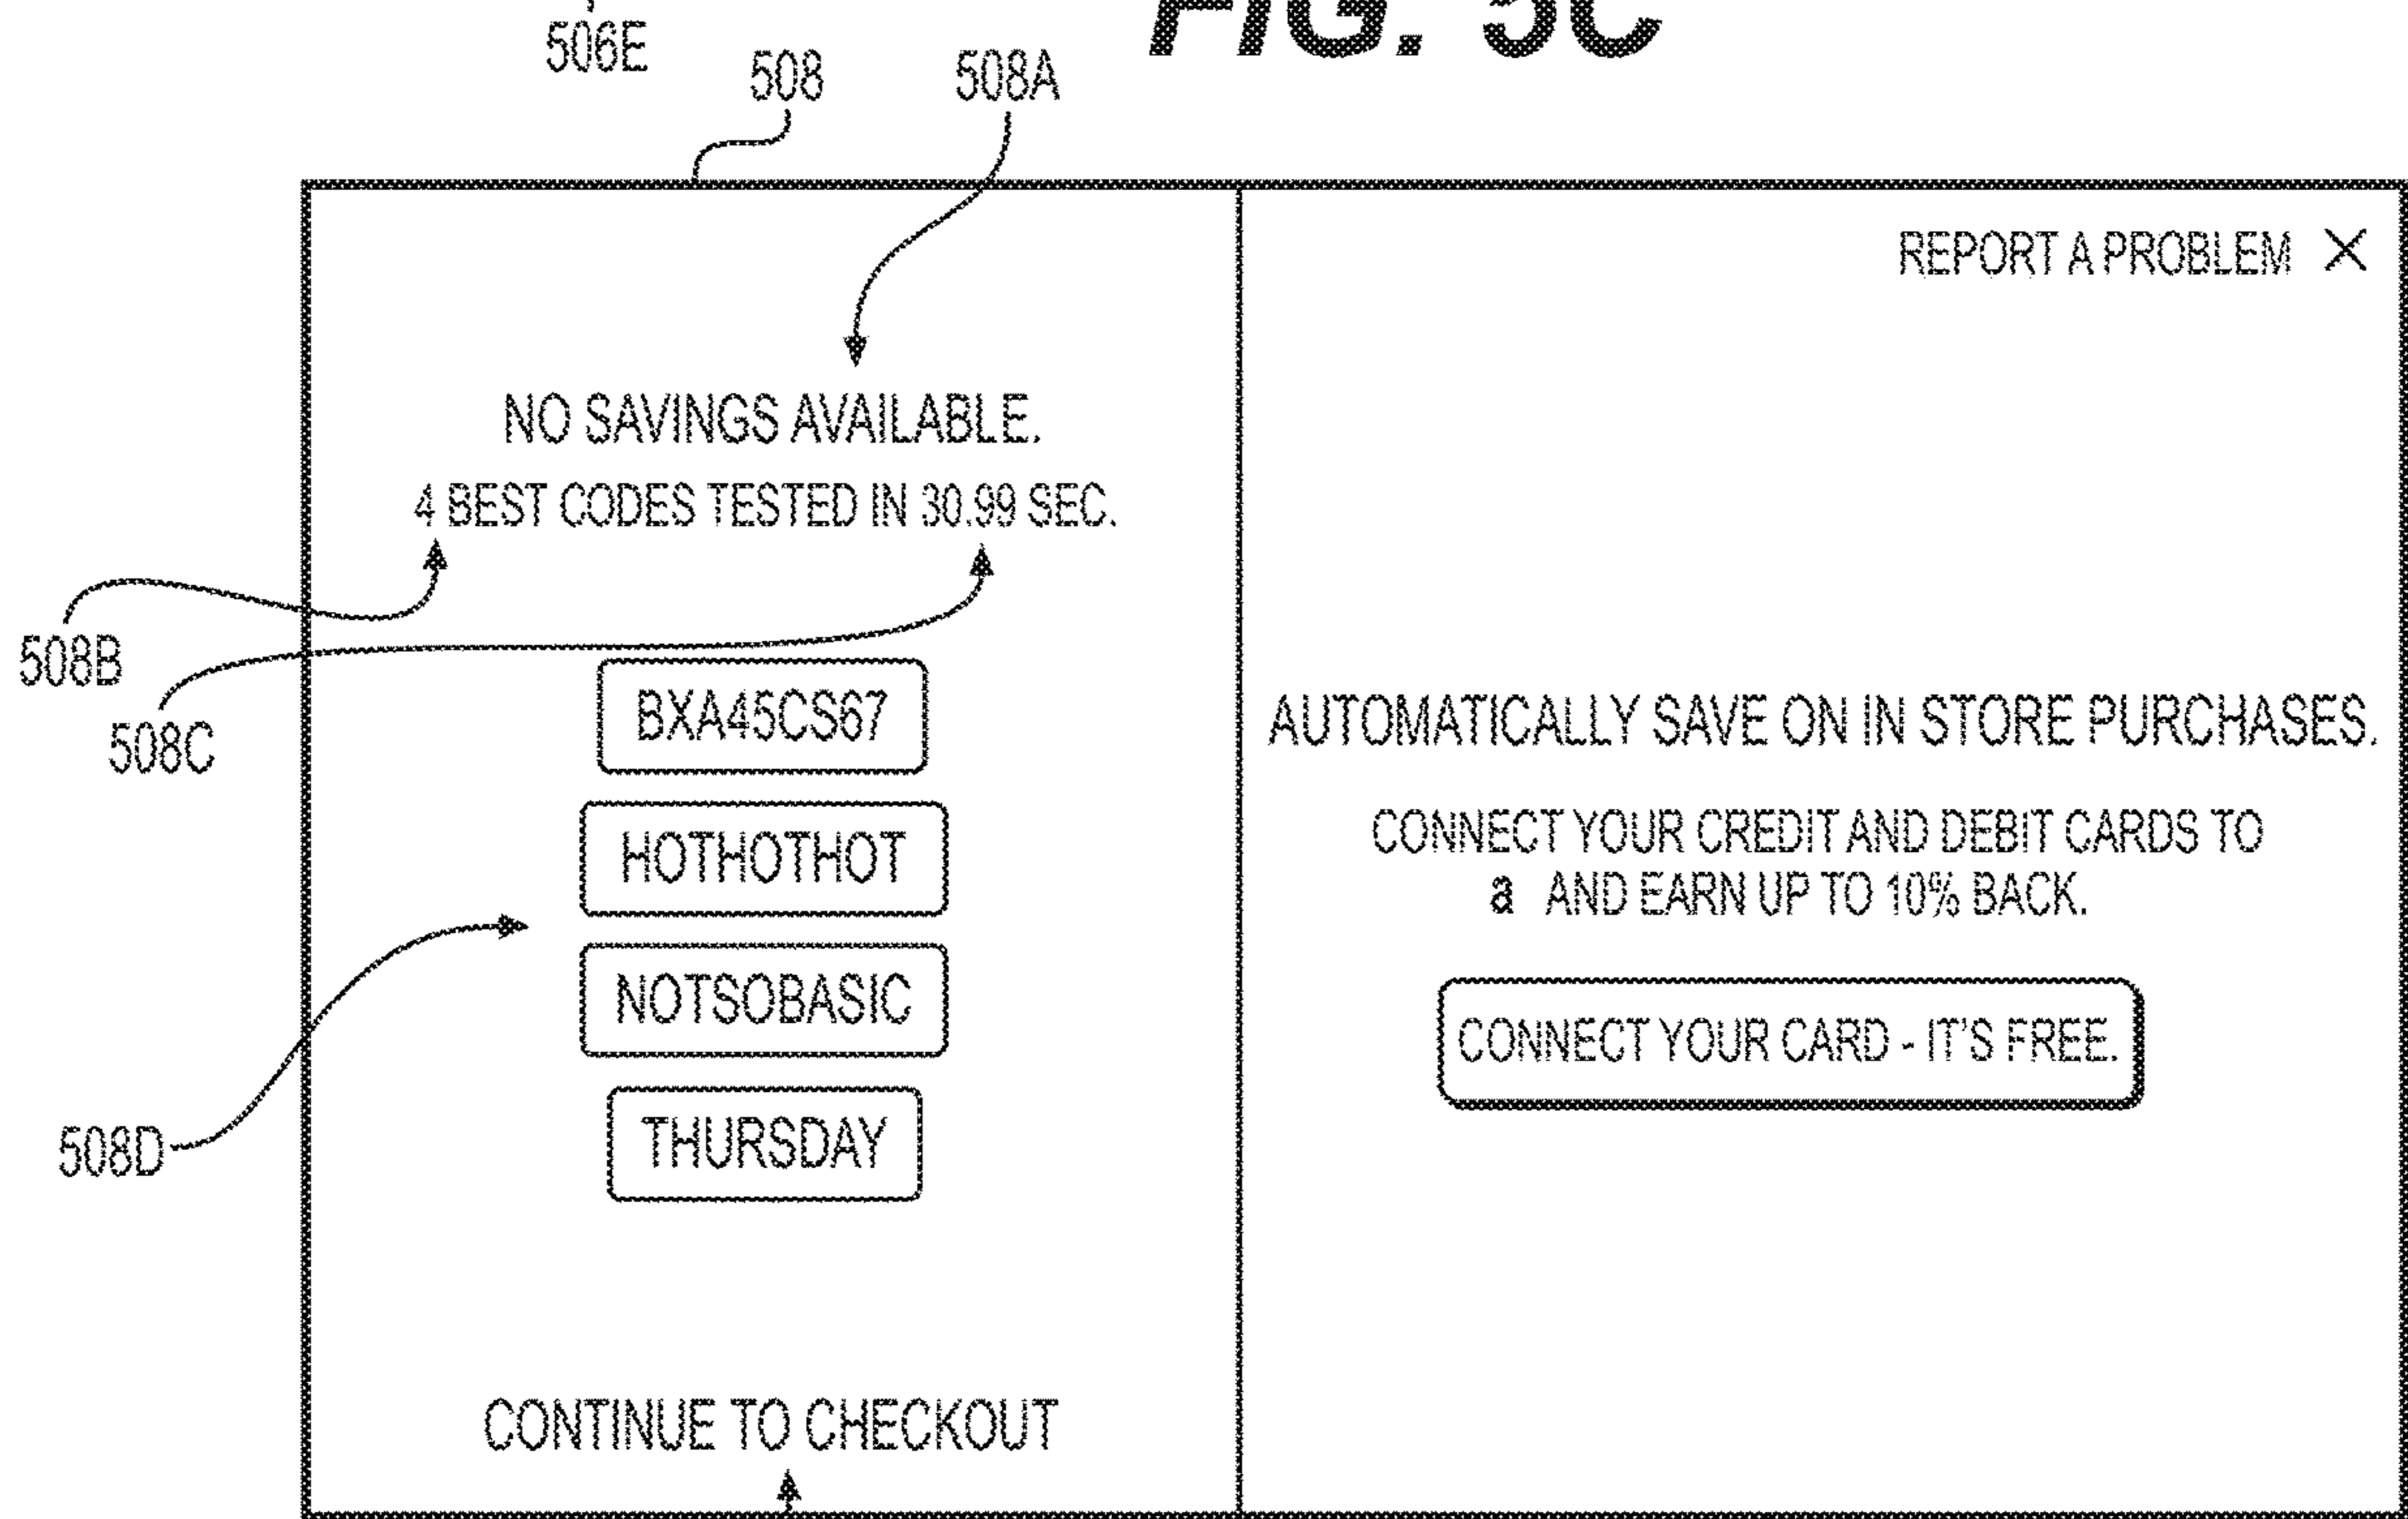 FIG. 5C
506E
508
508A
REPORT A PROBLEM X
NO SAVINGS AVAILABLE.
4 BEST CODES TESTED IN 30.99 SEC.
508B
508C
BXA45CS67
HOTHOTHOT
NOTSOBASIC
THURSDAY
508D
CONTINUE TO CHECKOUT
AUTOMATICALLY SAVE ON IN STORE PURCHASES.
CONNECT YOUR CREDIT AND DEBIT CARDS TO
a AND EARN UP TO 10% BACK.
CONNECT YOUR CARD - IT'S FREE.